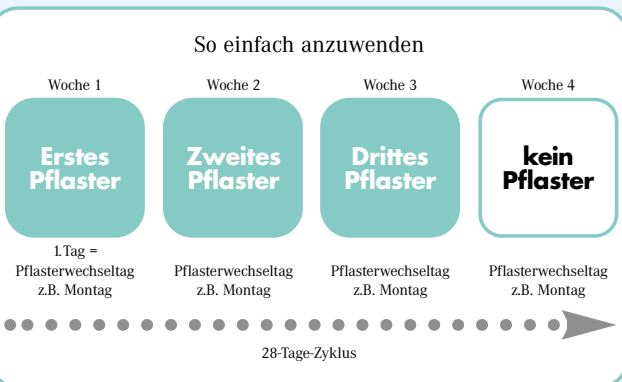 So einfach anzuwenden
Woche 1
Woche 2
Woche 3
Woche 4
Erstes
Pflaster
Zweites
Pflaster
Drittes
Pflaster
kein
Pflaster
1.Tag =
Pflasterwechseltag
z.B. Montag
Pflasterwechseltag
z.B. Montag
Pflasterwechseltag
z.B. Montag
Pflasterwechseltag
z.B. Montag
28-Tage-Zyklus